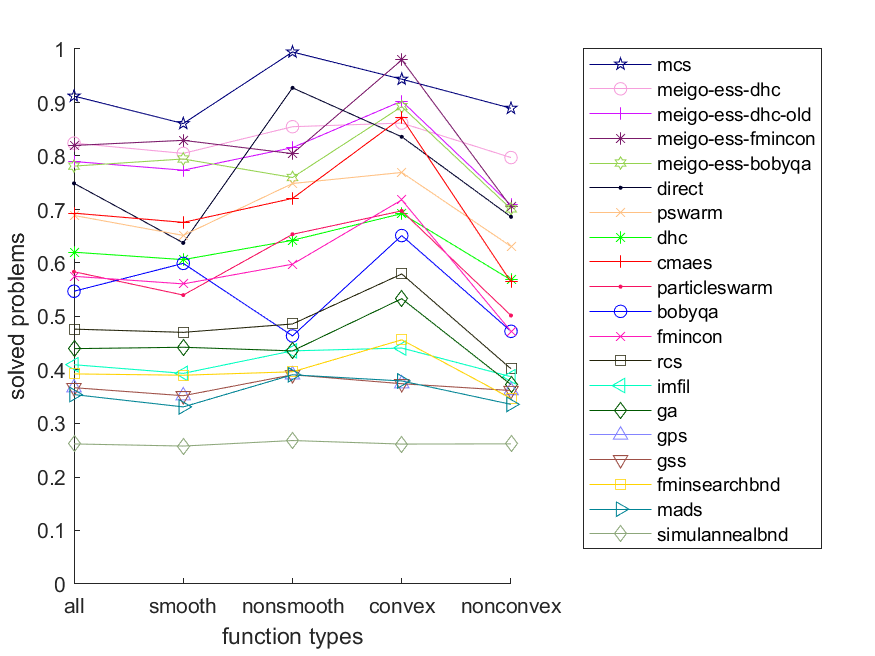 1
0.9
0.8
0.7
0.6
0.5
0.4
0.3
0.2
0.1
0
solved problems
all smooth nonsmooth convex nonconvex
function types
mcs
meigo-ess-dhc
meigo-ess-dhc-old
meigo-ess-fmincon
meigo-ess-bobyqa
direct
pswarm
dhc
cmaes
particleswarm
bobyqa
fmincon
rcs
imfil
ga
gps
gss
fminsearchbnd
mads
simulannealbnd